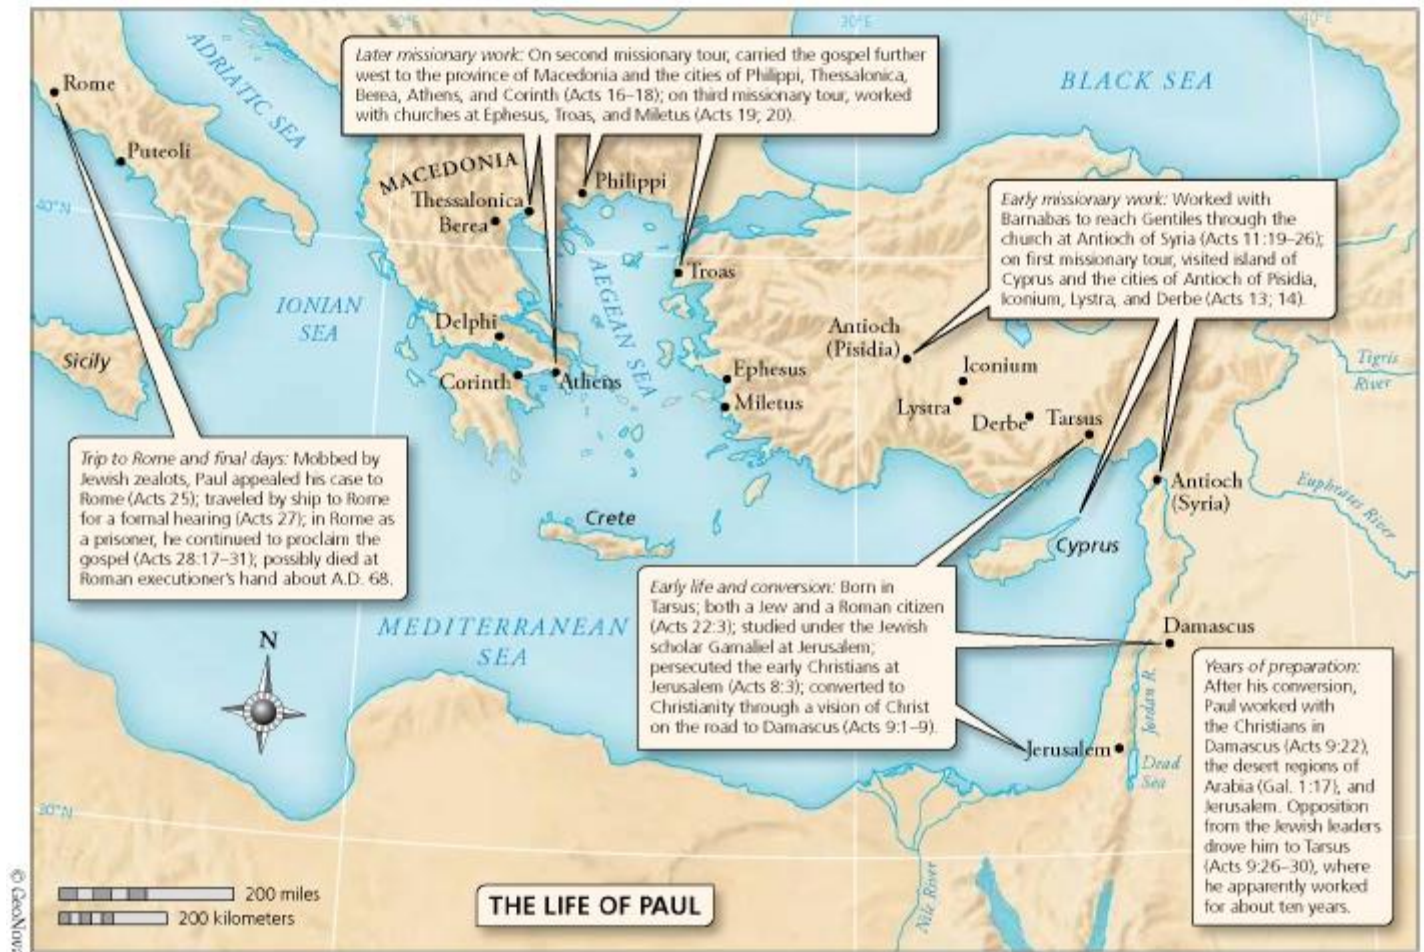 20°E
30°E
40°E
ADRIATIC SEA
BLACK SEA
Rome
Puteoli
40°N
Later missionary work: On second missionary tour, carried the gospel further
west to the province of Macedonia and the cities of Philippi, Thessalonica,
Berea, Athens, and Corinth (Acts 16–18); on third missionary tour, worked
with churches at Ephesus, Troas, and Miletus (Acts 19; 20).
MACEDONIA
Thessalonica
Berea
Philippi
Troas
AEGEAN SEA
IONIAN
SEA
Early missionary work: Worked with
Barnabas to reach Gentiles through the
church at Antioch of Syria (Acts 11:19–26);
on first missionary tour, visited island of
Cyprus and the cities of Antioch of Pisidia,
Iconium, Lystra, and Derbe (Acts 13; 14).
Delphi
Corinth
Athens
Sicily
Ephesus
Miletus
Antioch
(Pisidia)
Iconium
Lystra
Derbe
Tarsus
Tigris
River
Euphrates River
Antioch
(Syria)
Trip to Rome and final days: Mobbed by
Jewish zealots, Paul appealed his case to
Rome (Acts 25); traveled by ship to Rome
for a formal hearing (Acts 27); in Rome as
a prisoner, he continued to proclaim the
gospel (Acts 28:17–31); possibly died at
Roman executioner's hand about A.D. 68.
Crete
Cyprus
MEDITERRANEAN
SEA
N
Early life and conversion: Born in
Tarsus; both a Jew and a Roman citizen
(Acts 22:3); studied under the Jewish
scholar Gamaliel at Jerusalem;
persecuted the early Christians at
Jerusalem (Acts 8:3); converted to
Christianity through a vision of Christ
on the road to Damascus (Acts 9:1–9).
Damascus
Jordan R.
Jerusalem
Dead
Sea
Years of preparation:
After his conversion,
Paul worked with
the Christians in
Damascus (Acts 9:22),
the desert regions of
Arabia (Gal. 1:17), and
Jerusalem. Opposition
from the Jewish leaders
drove him to Tarsus
(Acts 9:26–30), where
he apparently worked
for about ten years.
30°N
Nile River
200 miles
200 kilometers
THE LIFE OF PAUL
© GeoNova